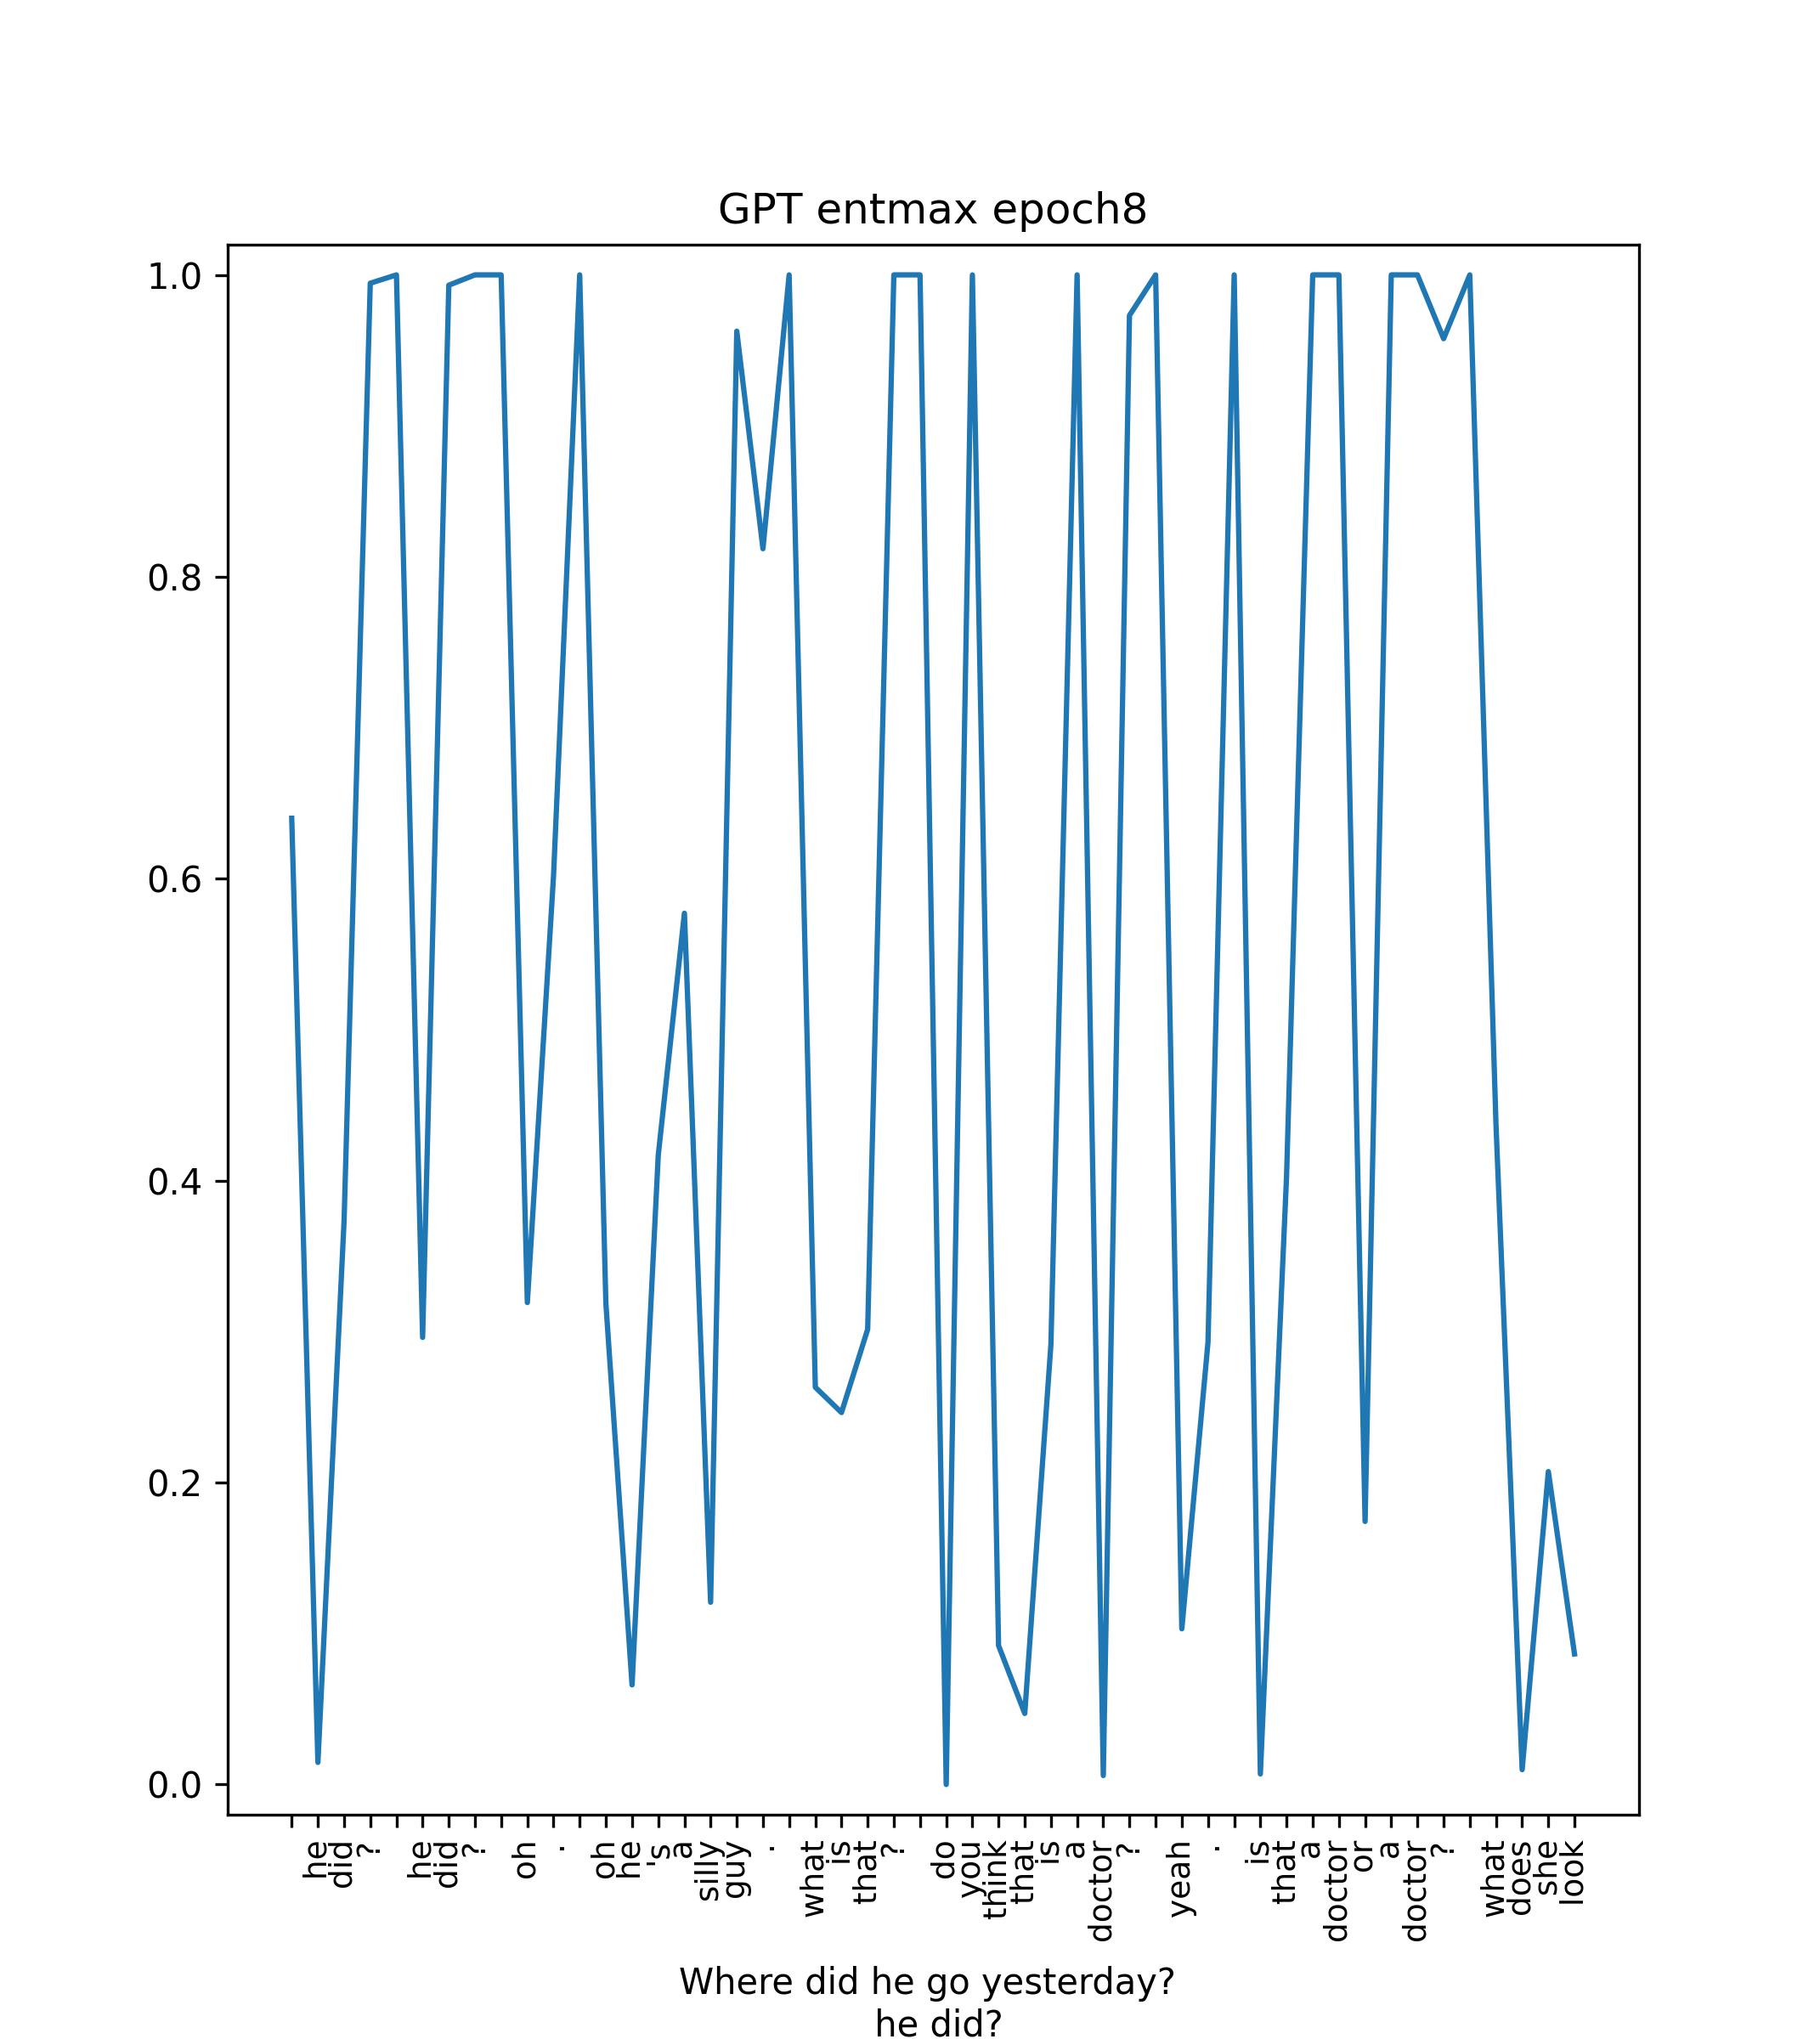 GPT entmax epoch8
1.0
0.8
0.6
0.4
0.2
0.0
he did ? he did ? oh . oh he 's a silly guy . what is that ? do you think that is a doctor ? yeah . is that a doctor or a doctor ? what does she look
Where did he go yesterday?
he did?